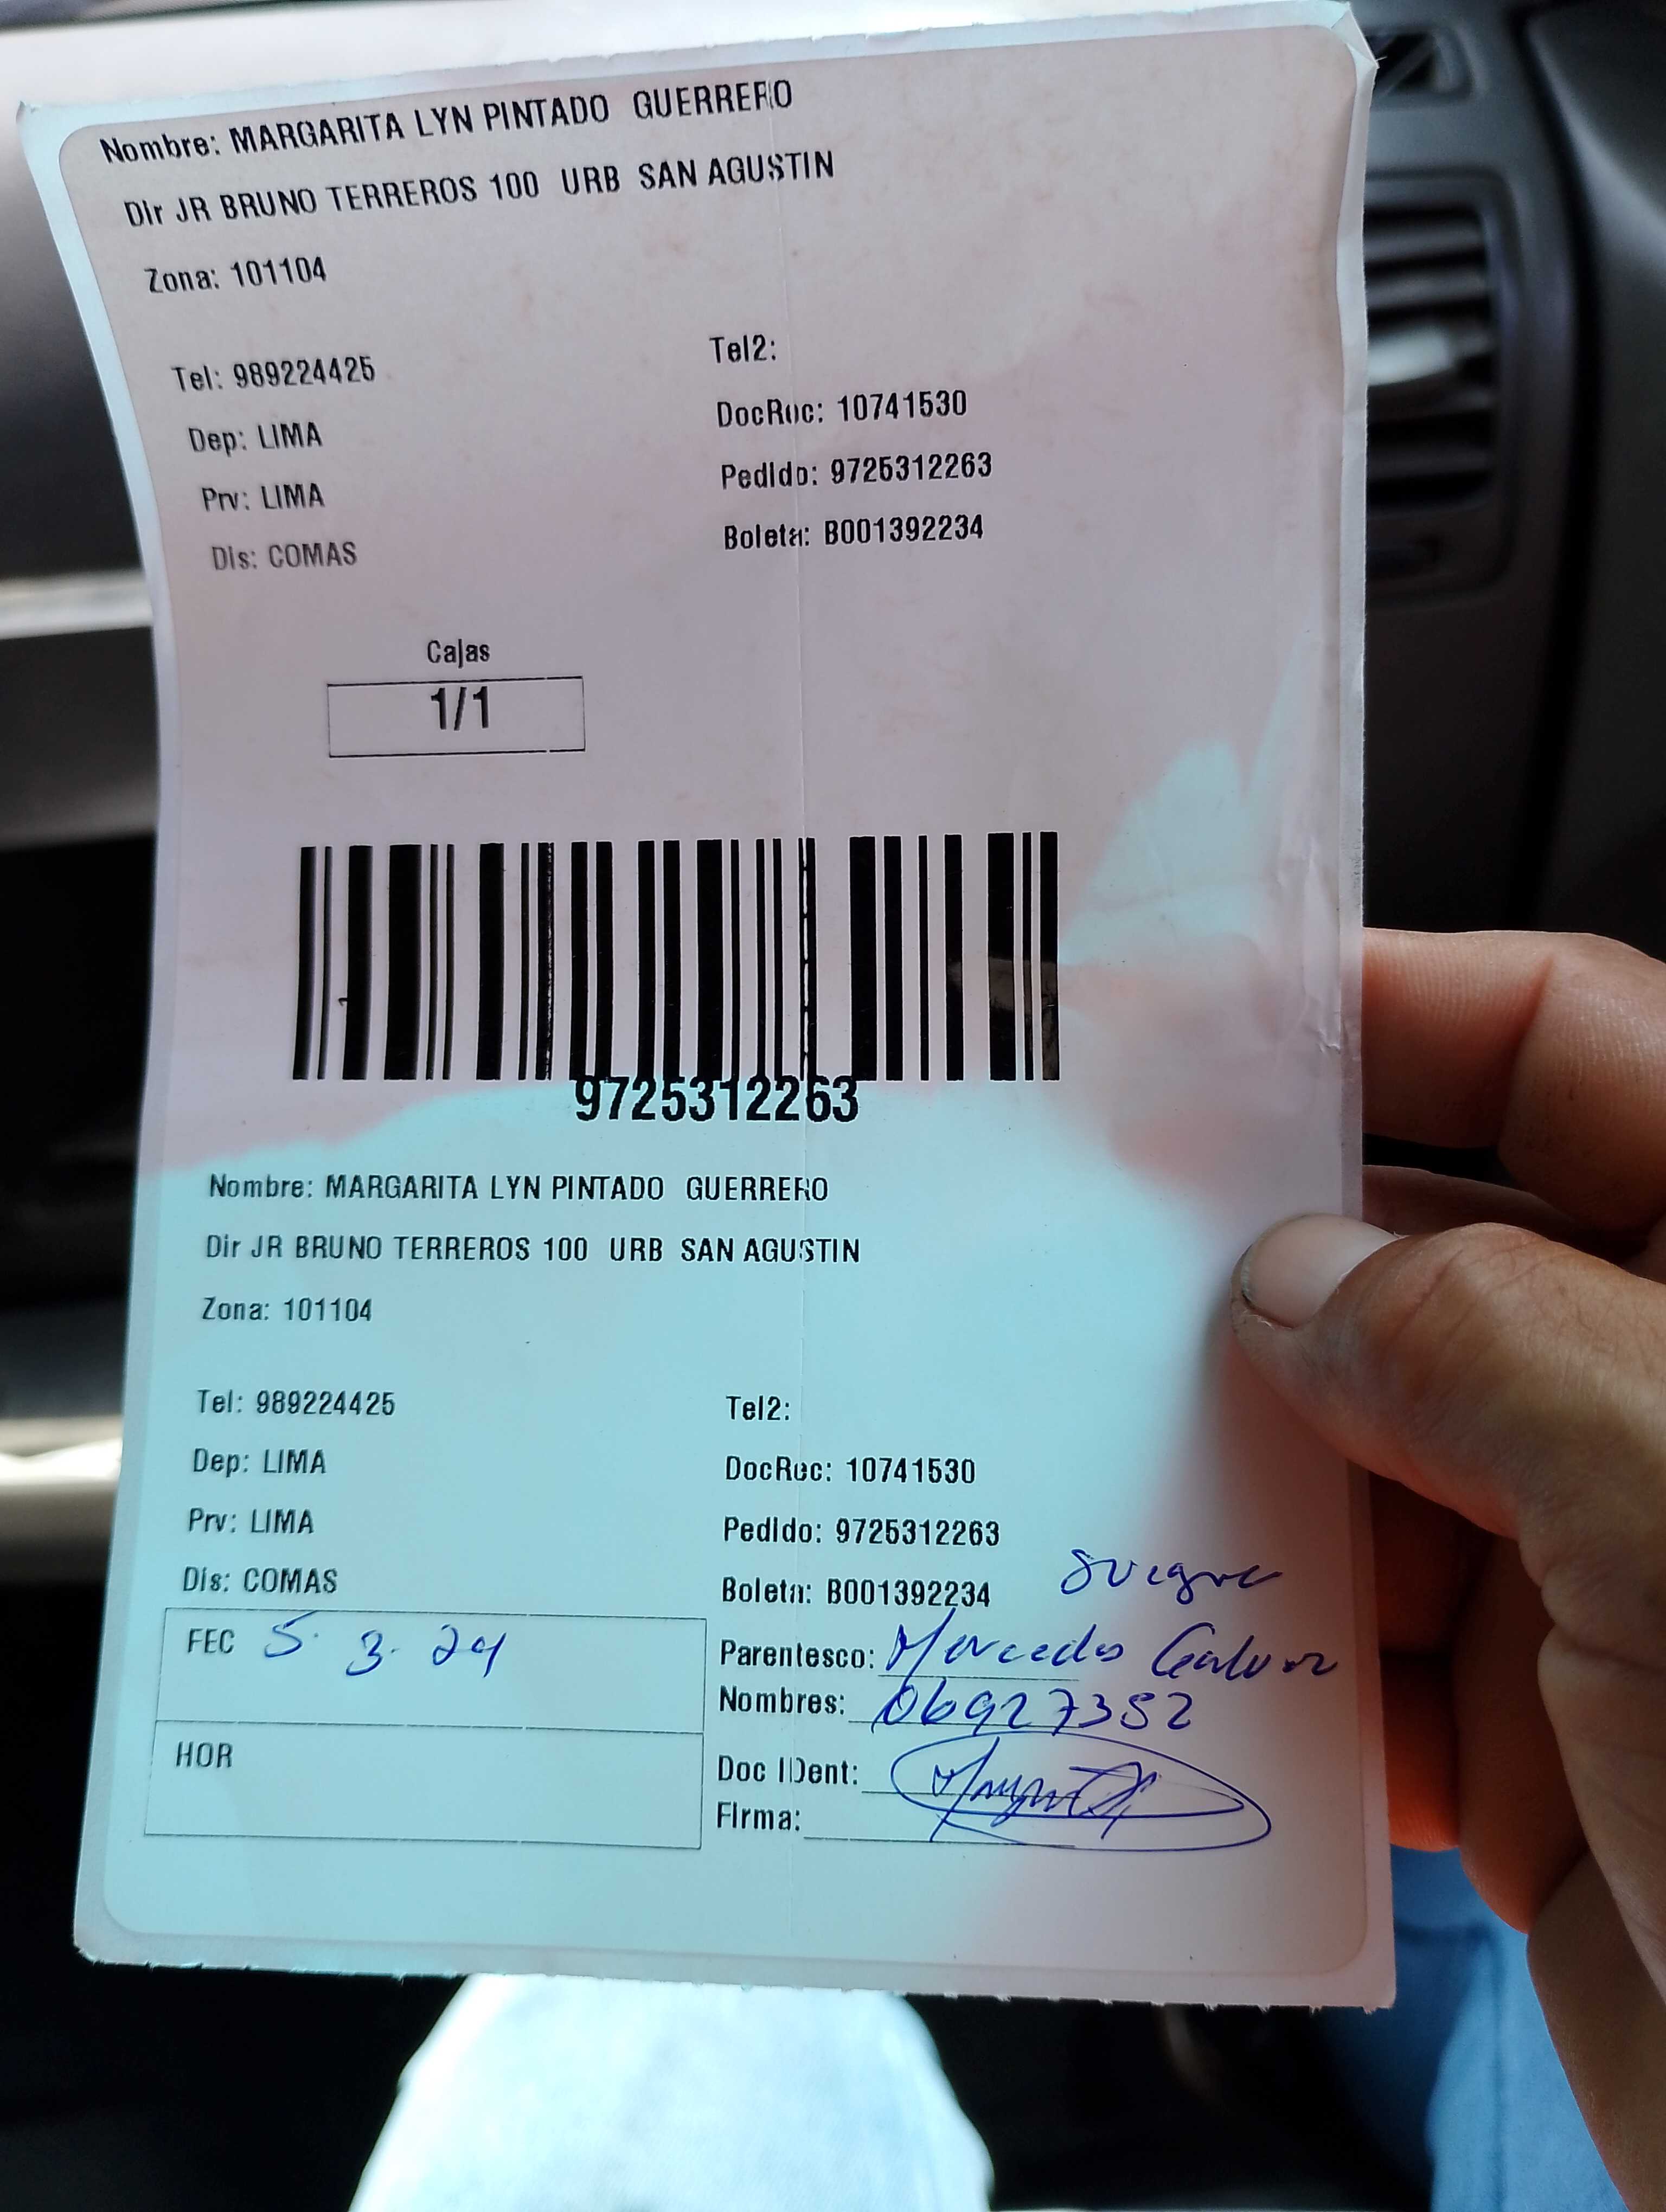 Nombre: MARGARITA LYN PINTADO GUERRERO
Dir JR BRUNO TERREROS 100 URB SAN AGUSTIN
Zona: 101104
Tel: 989224425
Tel2:
Dep: LIMA
DocRec: 10741530
Prv: LIMA
Pedido: 9725312263
Dis: COMAS
Boleta: B001392234
Cajas
1/1
9725312263
Nombre: MARGARITA LYN PINTADO GUERRERO
Dir JR BRUNO TERREROS 100 URB SAN AGUSTIN
Zona: 101104
Tel: 989224425
Tel2:
Dep: LIMA
DocRec: 10741530
Prv: LIMA
Pedido: 9725312263
Dis: COMAS
Boleta: B001392234
Suegra
FEC 5. 3. 24
Parentesco: Mercedes
Nombres: 06927352
HOR
Doc IDent:
Firma: